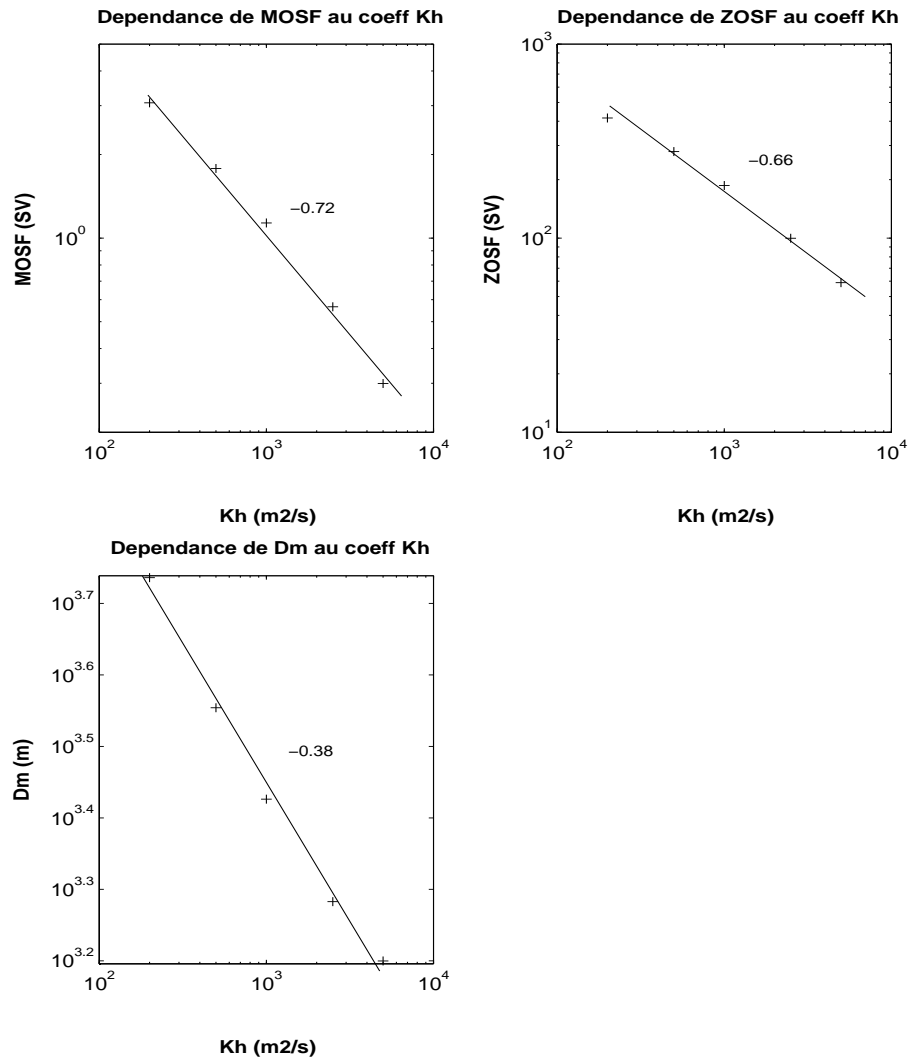 Dependance de MOSF au coeff Kh
MOSF (SV)
10^0
−0.72
10^2
10^3
10^4
Kh (m2/s)
Dependance de ZOSF au coeff Kh
ZOSF (SV)
10^3
10^2
10^1
−0.66
10^2
10^3
10^4
Kh (m2/s)
Dependance de Dm au coeff Kh
Dm (m)
10^3.7
10^3.6
10^3.5
10^3.4
10^3.3
10^3.2
−0.38
10^2
10^3
10^4
Kh (m2/s)